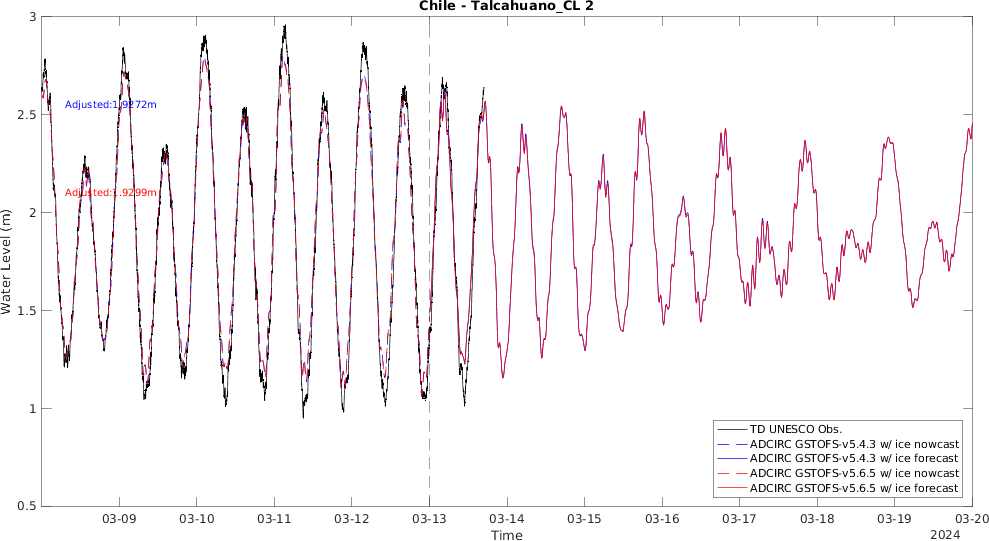 Chile - Talcahuano_CL 2
3
2.5
2
1.5
1
0.5
Water Level (m)
Adjusted:1.9272m
Adjusted:1.9299m
TD UNESCO Obs.
ADCIRC GSTOFS-v5.4.3 w/ ice nowcast
ADCIRC GSTOFS-v5.4.3 w/ ice forecast
ADCIRC GSTOFS-v5.6.5 w/ ice nowcast
ADCIRC GSTOFS-v5.6.5 w/ ice forecast
03-09 03-10 03-11 03-12 03-13 03-14 03-15 03-16 03-17 03-18 03-19 03-20
Time
2024